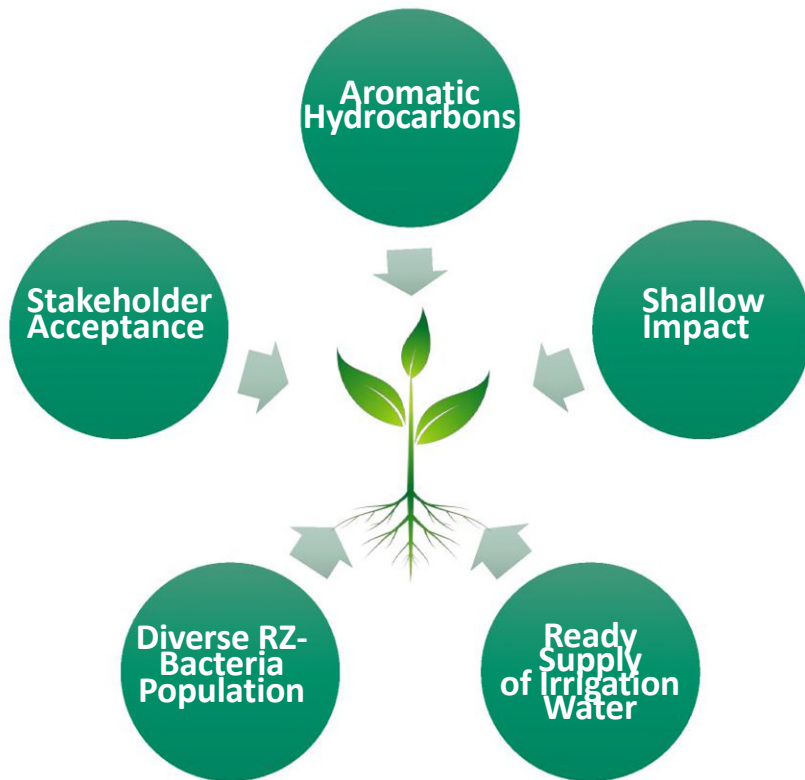 Aromatic
Hydrocarbons
Stakeholder
Acceptance
Shallow
Impact
Diverse RZ-
Bacteria
Population
Ready
Supply
of Irrigation
Water